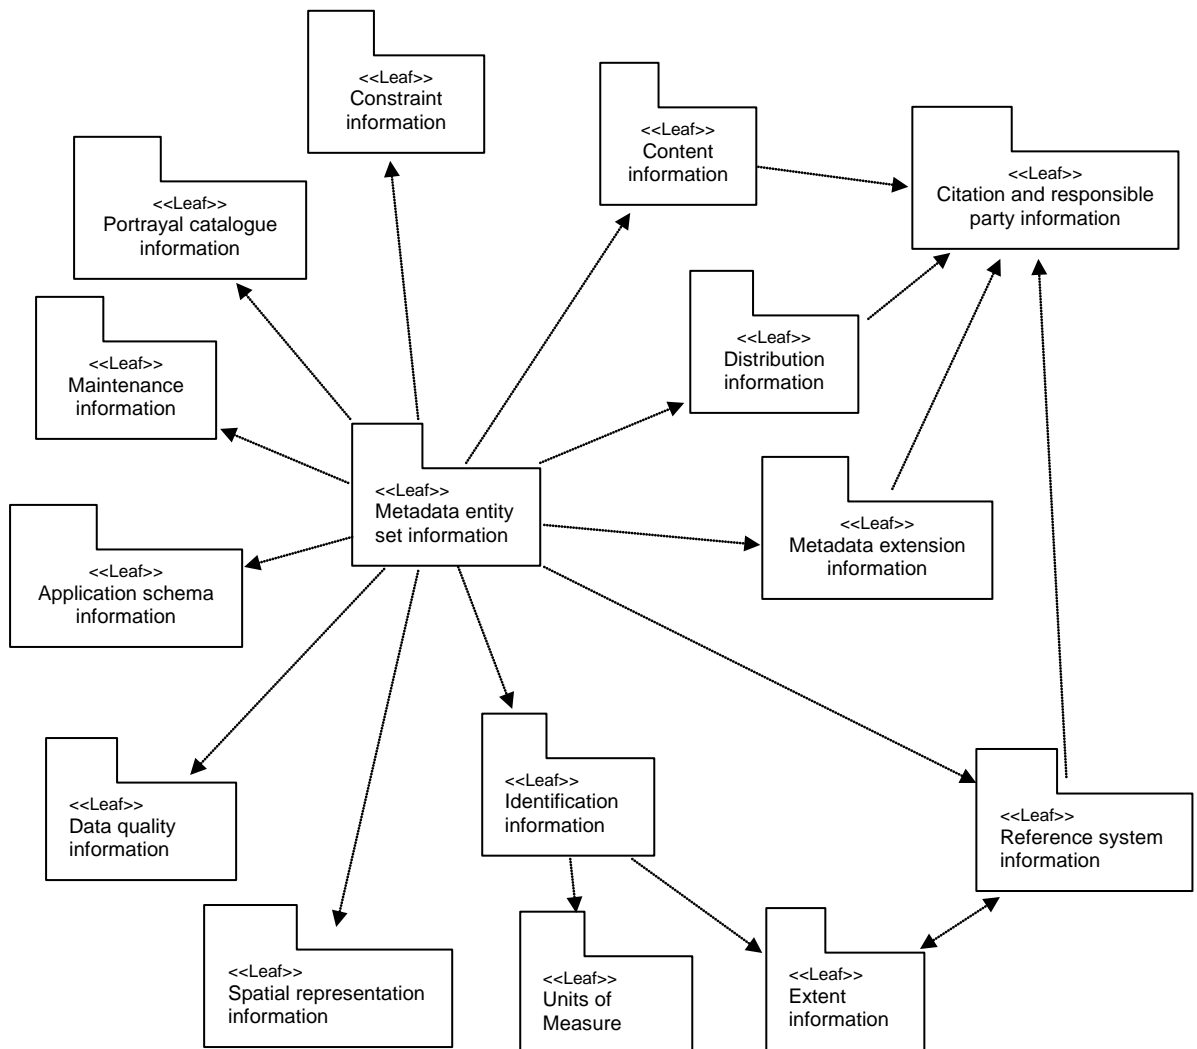 <<Leaf>>
Constraint
information
<<Leaf>>
Content
information
<<Leaf>>
Citation and responsible
party information
<<Leaf>>
Portrayal catalogue
information
<<Leaf>>
Distribution
information
<<Leaf>>
Maintenance
information
<<Leaf>>
Metadata entity
set information
<<Leaf>>
Metadata extension
information
<<Leaf>>
Application schema
information
<<Leaf>>
Data quality
information
<<Leaf>>
Identification
information
<<Leaf>>
Reference system
information
<<Leaf>>
Spatial representation
information
<<Leaf>>
Units of
Measure
<<Leaf>>
Extent
information